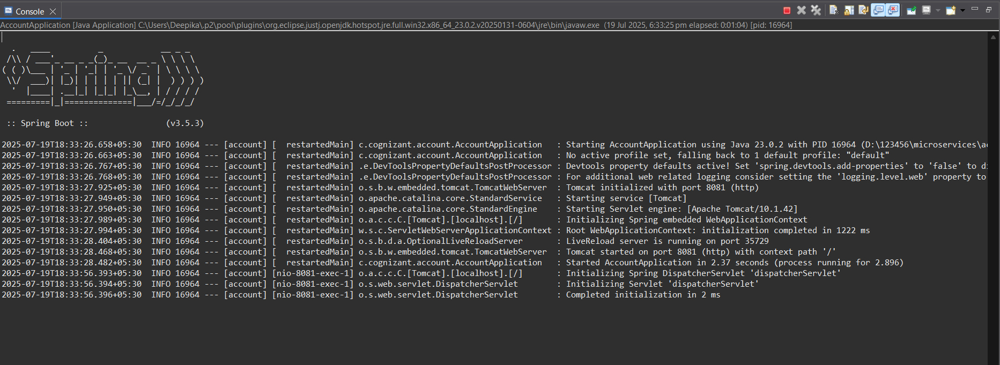 Console
AccountApplication [Java Application] C:\Users\Deepika\.p2\pool\plugins\org.eclipse.justj.openjdk.hotspot.jre.full.win32.x86_64_23.0.2.v20250131-0604\jre\bin\javaw.exe  (19 Jul 2025, 6:33:25 pm elapsed: 0:01:04) [pid: 16964]
  .   ____          _            __ _ _
 /\\ / ___'_ __ _ _(_)_ __  __ _ \ \ \ \
( ( )\___ | '_ | '_| | '_ \/ _` | \ \ \ \
 \\/  ___)| |_)| | | | | || (_| |  ) ) ) )
  '  |____| .__|_| |_|_| |_\__, | / / / /
 =========|_|==============|___/=/_/_/_/
 :: Spring Boot ::                (v3.5.3)
2025-07-19T18:33:26.658+05:30  INFO 16964 --- [account] [  restartedMain] c.cognizant.account.AccountApplication   : Starting AccountApplication using Java 23.0.2 with PID 16964 (D:\123456\microservices\ac
2025-07-19T18:33:26.663+05:30  INFO 16964 --- [account] [  restartedMain] c.cognizant.account.AccountApplication   : No active profile set, falling back to 1 default profile: "default"
2025-07-19T18:33:26.767+05:30  INFO 16964 --- [account] [  restartedMain] .e.DevToolsPropertyDefaultsPostProcessor : Devtools property defaults active! Set 'spring.devtools.add-properties' to 'false' to di
2025-07-19T18:33:26.768+05:30  INFO 16964 --- [account] [  restartedMain] .e.DevToolsPropertyDefaultsPostProcessor : For additional web related logging consider setting the 'logging.level.web' property to
2025-07-19T18:33:27.925+05:30  INFO 16964 --- [account] [  restartedMain] o.s.b.w.embedded.tomcat.TomcatWebServer  : Tomcat initialized with port 8081 (http)
2025-07-19T18:33:27.949+05:30  INFO 16964 --- [account] [  restartedMain] o.apache.catalina.core.StandardService   : Starting service [Tomcat]
2025-07-19T18:33:27.950+05:30  INFO 16964 --- [account] [  restartedMain] o.apache.catalina.core.StandardEngine    : Starting Servlet engine: [Apache Tomcat/10.1.42]
2025-07-19T18:33:27.989+05:30  INFO 16964 --- [account] [  restartedMain] o.a.c.c.C.[Tomcat].[localhost].[/]       : Initializing Spring embedded WebApplicationContext
2025-07-19T18:33:27.994+05:30  INFO 16964 --- [account] [  restartedMain] w.s.c.ServletWebServerApplicationContext : Root WebApplicationContext: initialization completed in 1222 ms
2025-07-19T18:33:28.404+05:30  INFO 16964 --- [account] [  restartedMain] o.s.b.d.a.OptionalLiveReloadServer       : LiveReload server is running on port 35729
2025-07-19T18:33:28.468+05:30  INFO 16964 --- [account] [  restartedMain] o.s.b.w.embedded.tomcat.TomcatWebServer  : Tomcat started on port 8081 (http) with context path '/'
2025-07-19T18:33:28.482+05:30  INFO 16964 --- [account] [  restartedMain] c.cognizant.account.AccountApplication   : Started AccountApplication in 2.37 seconds (process running for 2.896)
2025-07-19T18:33:56.393+05:30  INFO 16964 --- [account] [nio-8081-exec-1] o.a.c.c.C.[Tomcat].[localhost].[/]       : Initializing Spring DispatcherServlet 'dispatcherServlet'
2025-07-19T18:33:56.394+05:30  INFO 16964 --- [account] [nio-8081-exec-1] o.s.web.servlet.DispatcherServlet        : Initializing Servlet 'dispatcherServlet'
2025-07-19T18:33:56.396+05:30  INFO 16964 --- [account] [nio-8081-exec-1] o.s.web.servlet.DispatcherServlet        : Completed initialization in 2 ms